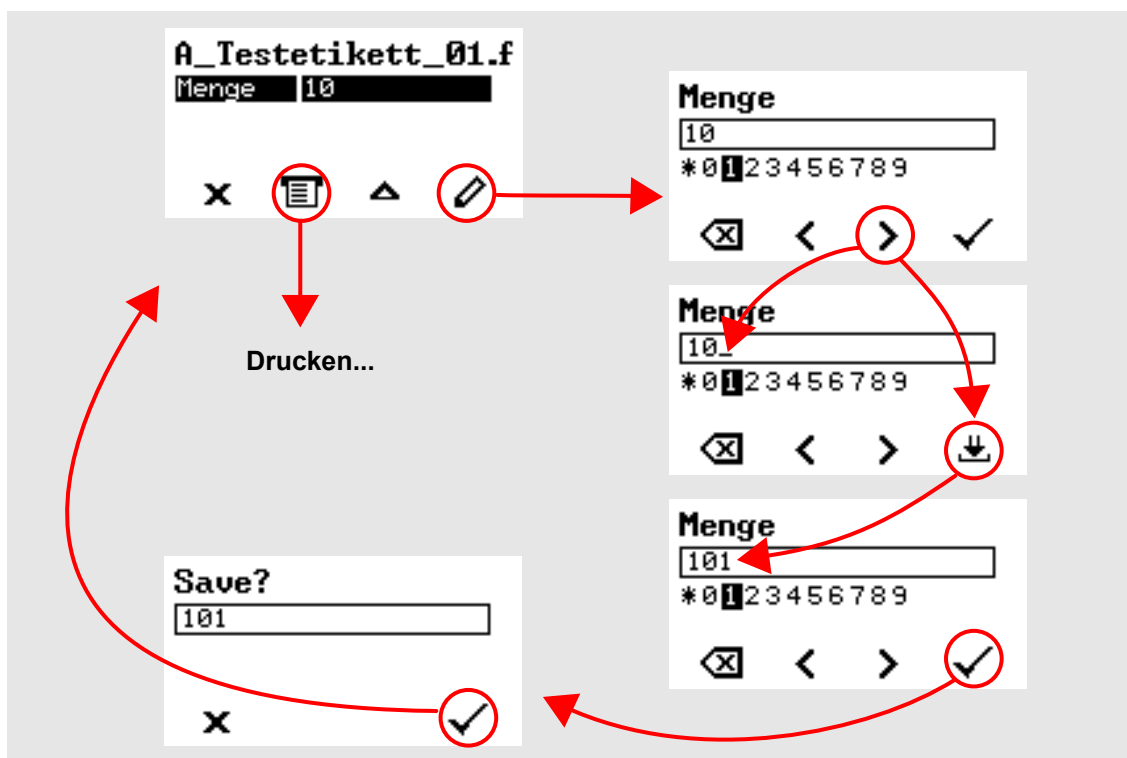 A_Testetikett_01.f
Menge 10
Drucken...
Menge
10
*0123456789
Menge
10_
*0123456789
Menge
101
*0123456789
Save?
101